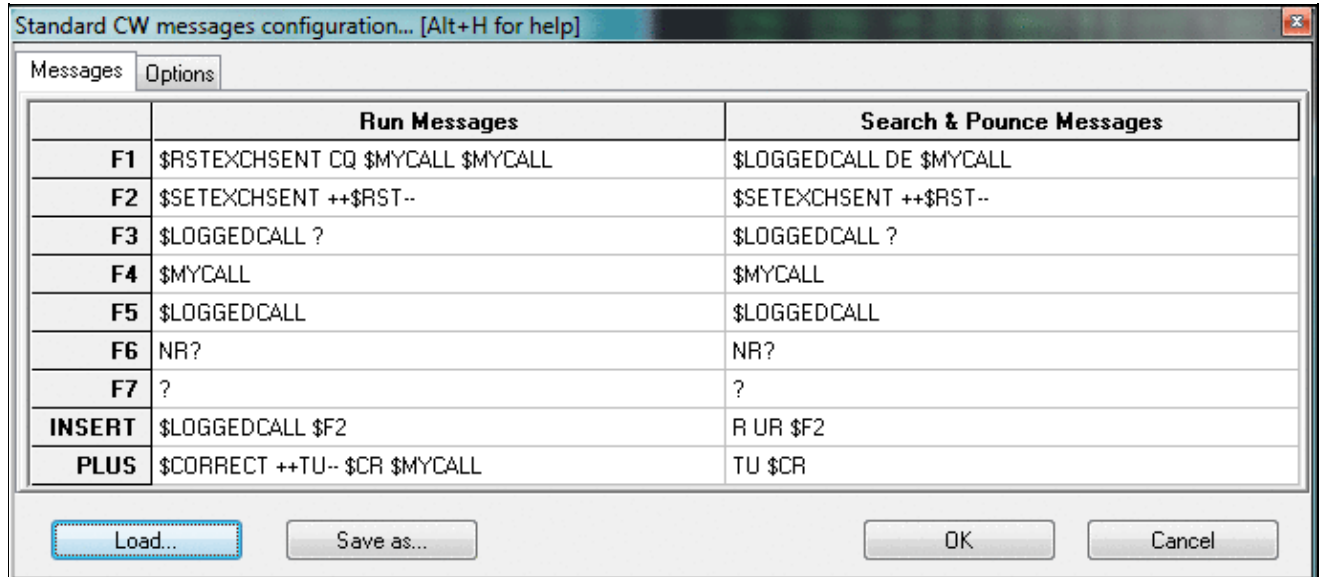 Standard CW messages configuration... [Alt+H for help]
Messages Options
Run Messages Search & Pounce Messages
F1 $RSTEXCHSENT CQ $MYCALL $MYCALL $LOGGEDCALL DE $MYCALL
F2 $SETEXCHSENT ++$RST-- $SETEXCHSENT ++$RST--
F3 $LOGGEDCALL ? $LOGGEDCALL ?
F4 $MYCALL $MYCALL
F5 $LOGGEDCALL $LOGGEDCALL
F6 NR? NR?
F7 ? ?
INSERT $LOGGEDCALL $F2 R UR $F2
PLUS $CORRECT ++TU-- $CR $MYCALL TU $CR
Load... Save as... OK Cancel